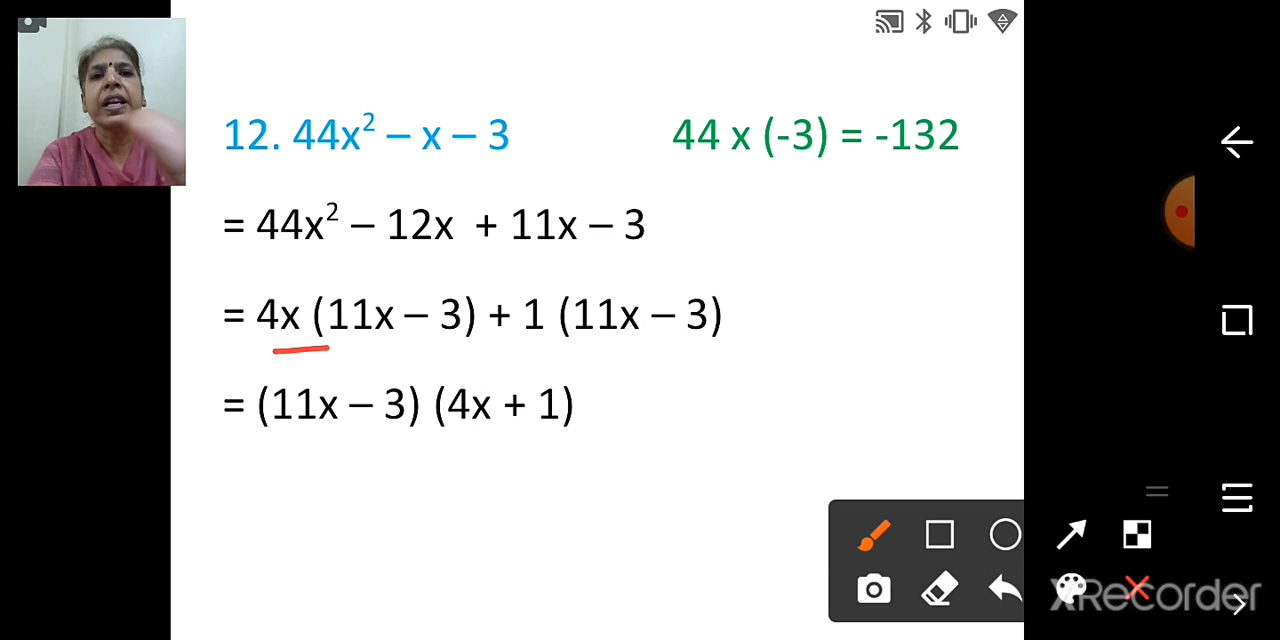 12. 44x² – x – 3
44 x (-3) = -132
= 44x² – 12x + 11x – 3
= 4x (11x – 3) + 1 (11x – 3)
= (11x – 3) (4x + 1)
XRecorder